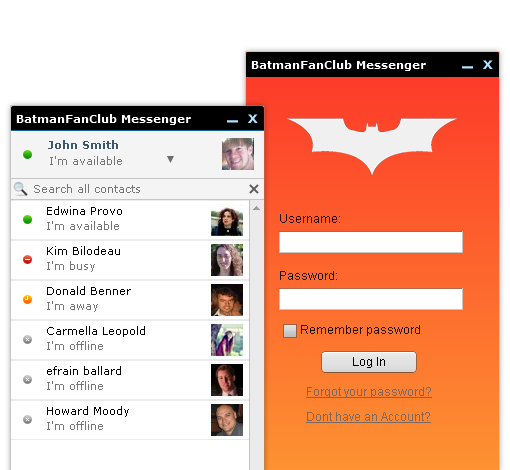 BatmanFanClub Messenger
John Smith
I'm available
Search all contacts
Edwina Provo
I'm available
Kim Bilodeau
I'm busy
Donald Benner
I'm away
Carmella Leopold
I'm offline
efrain ballard
I'm offline
Howard Moody
I'm offline
BatmanFanClub Messenger
Username:
Password:
Remember password
Log In
Forgot your password?
Dont have an Account?